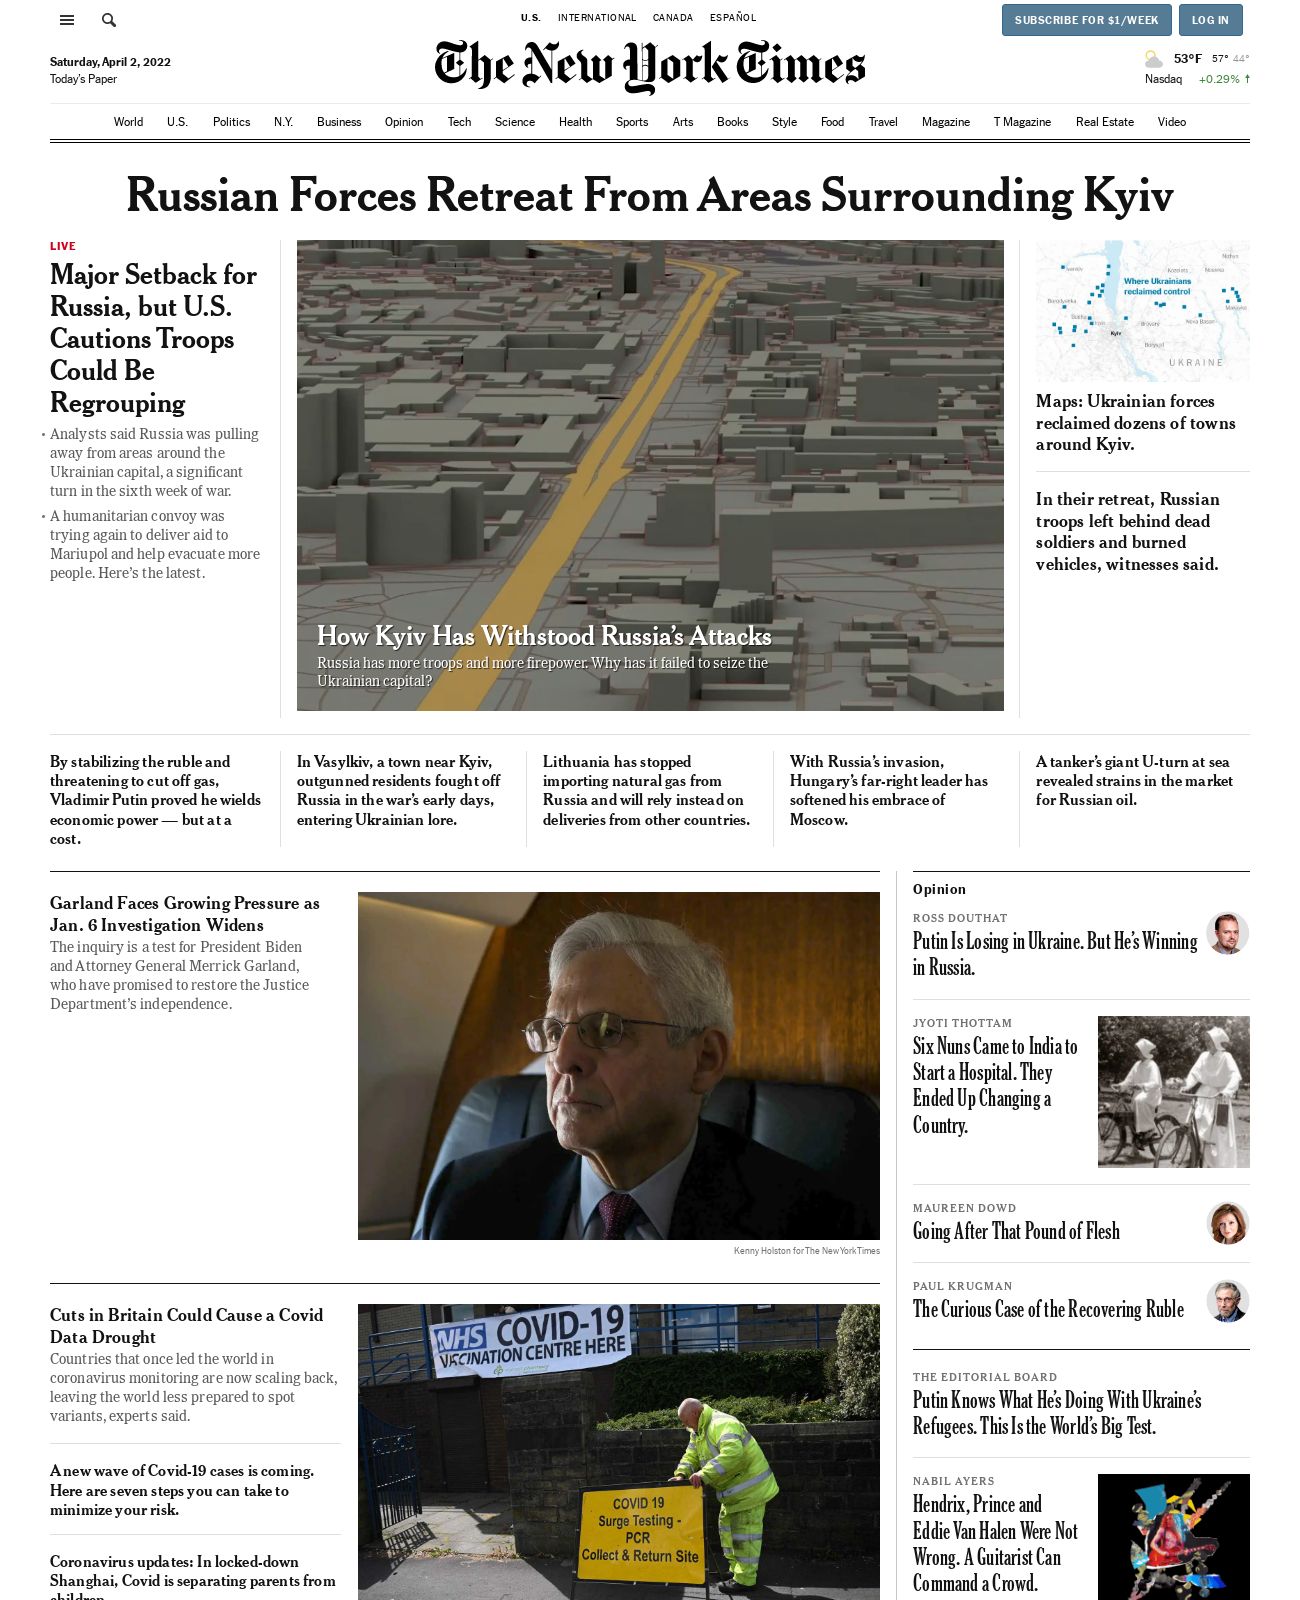 U.S. INTERNATIONAL CANADA ESPAÑOL
SUBSCRIBE FOR $1/WEEK LOG IN
Saturday, April 2, 2022
Today's Paper
The New York Times
53°F 57° 44°
Nasdaq +0.29% ↑
World U.S. Politics N.Y. Business Opinion Tech Science Health Sports Arts Books Style Food Travel Magazine T Magazine Real Estate Video
Russian Forces Retreat From Areas Surrounding Kyiv
LIVE
Major Setback for
Russia, but U.S.
Cautions Troops
Could Be
Regrouping
• Analysts said Russia was pulling
away from areas around the
Ukrainian capital, a significant
turn in the sixth week of war.
• A humanitarian convoy was
trying again to deliver aid to
Mariupol and help evacuate more
people. Here's the latest.
How Kyiv Has Withstood Russia's Attacks
Russia has more troops and more firepower. Why has it failed to seize the
Ukrainian capital?
Ivankiv
Kozelets
Nosivka
Nizhyn
Where Ukrainians
reclaimed control
Borodyanka
Makariv
Bucha
Irpin
Kyiv
Brovary
Nova Basan
Boryspil
UKRAINE
Maps: Ukrainian forces
reclaimed dozens of towns
around Kyiv.
In their retreat, Russian
troops left behind dead
soldiers and burned
vehicles, witnesses said.
By stabilizing the ruble and
threatening to cut off gas,
Vladimir Putin proved he wields
economic power — but at a
cost.
In Vasylkiv, a town near Kyiv,
outgunned residents fought off
Russia in the war's early days,
entering Ukrainian lore.
Lithuania has stopped
importing natural gas from
Russia and will rely instead on
deliveries from other countries.
With Russia's invasion,
Hungary's far-right leader has
softened his embrace of
Moscow.
A tanker's giant U-turn at sea
revealed strains in the market
for Russian oil.
Garland Faces Growing Pressure as
Jan. 6 Investigation Widens
The inquiry is a test for President Biden
and Attorney General Merrick Garland,
who have promised to restore the Justice
Department's independence.
Kenny Holston for The New York Times
Cuts in Britain Could Cause a Covid
Data Drought
Countries that once led the world in
coronavirus monitoring are now scaling back,
leaving the world less prepared to spot
variants, experts said.
A new wave of Covid-19 cases is coming.
Here are seven steps you can take to
minimize your risk.
Coronavirus updates: In locked-down
Shanghai, Covid is separating parents from
children.
NHS COVID-19
VACCINATION CENTRE HERE
COVID 19
Surge Testing -
PCR
Collect & Return Site
Opinion
ROSS DOUTHAT
Putin Is Losing in Ukraine. But He's Winning
in Russia.
JYOTI THOTTAM
Six Nuns Came to India to
Start a Hospital. They
Ended Up Changing a
Country.
MAUREEN DOWD
Going After That Pound of Flesh
PAUL KRUGMAN
The Curious Case of the Recovering Ruble
THE EDITORIAL BOARD
Putin Knows What He's Doing With Ukraine's
Refugees. This Is the World's Big Test.
NABIL AYERS
Hendrix, Prince and
Eddie Van Halen Were Not
Wrong. A Guitarist Can
Command a Crowd.